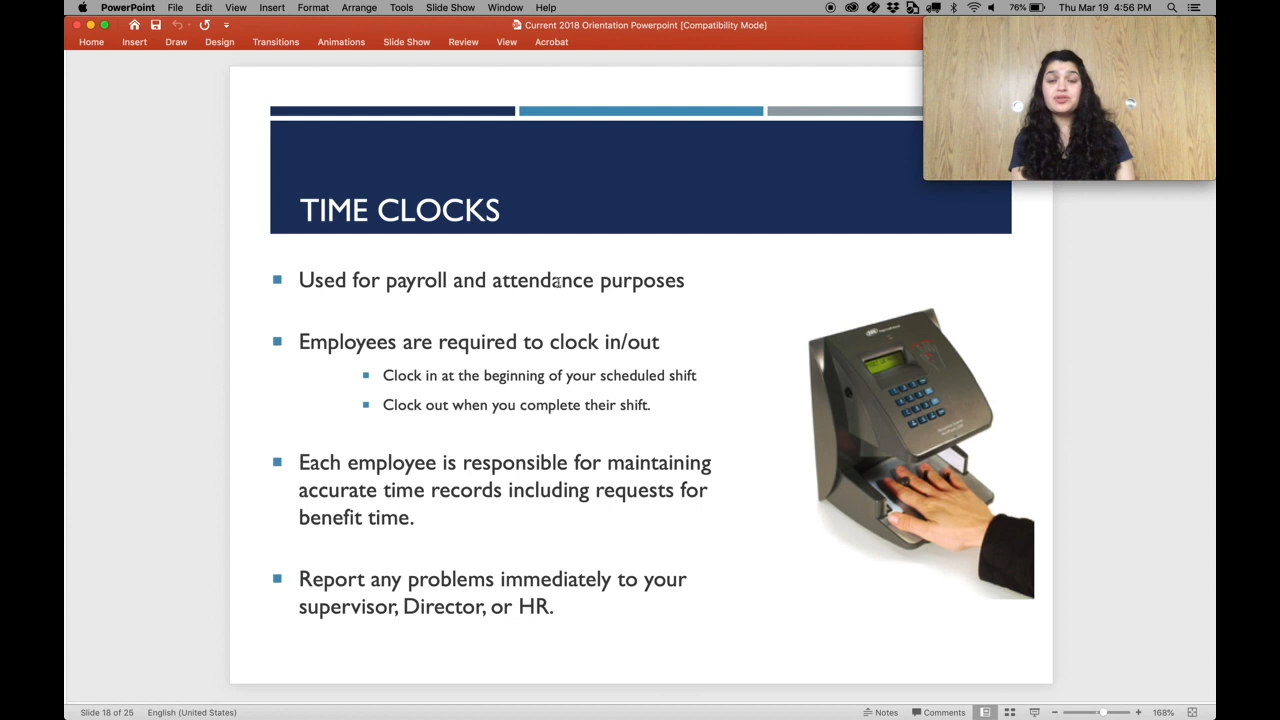 PowerPoint File Edit View Insert Format Arrange Tools Slide Show Window Help 76% Thu Mar 19 4:56 PM
Current 2018 Orientation Powerpoint [Compatibility Mode]
Home Insert Draw Design Transitions Animations Slide Show Review View Acrobat
TIME CLOCKS
Used for payroll and attendance purposes
Employees are required to clock in/out
Clock in at the beginning of your scheduled shift
Clock out when you complete their shift.
Each employee is responsible for maintaining
accurate time records including requests for
benefit time.
Report any problems immediately to your
supervisor, Director, or HR.
Slide 18 of 25 English (United States) Notes Comments 168%